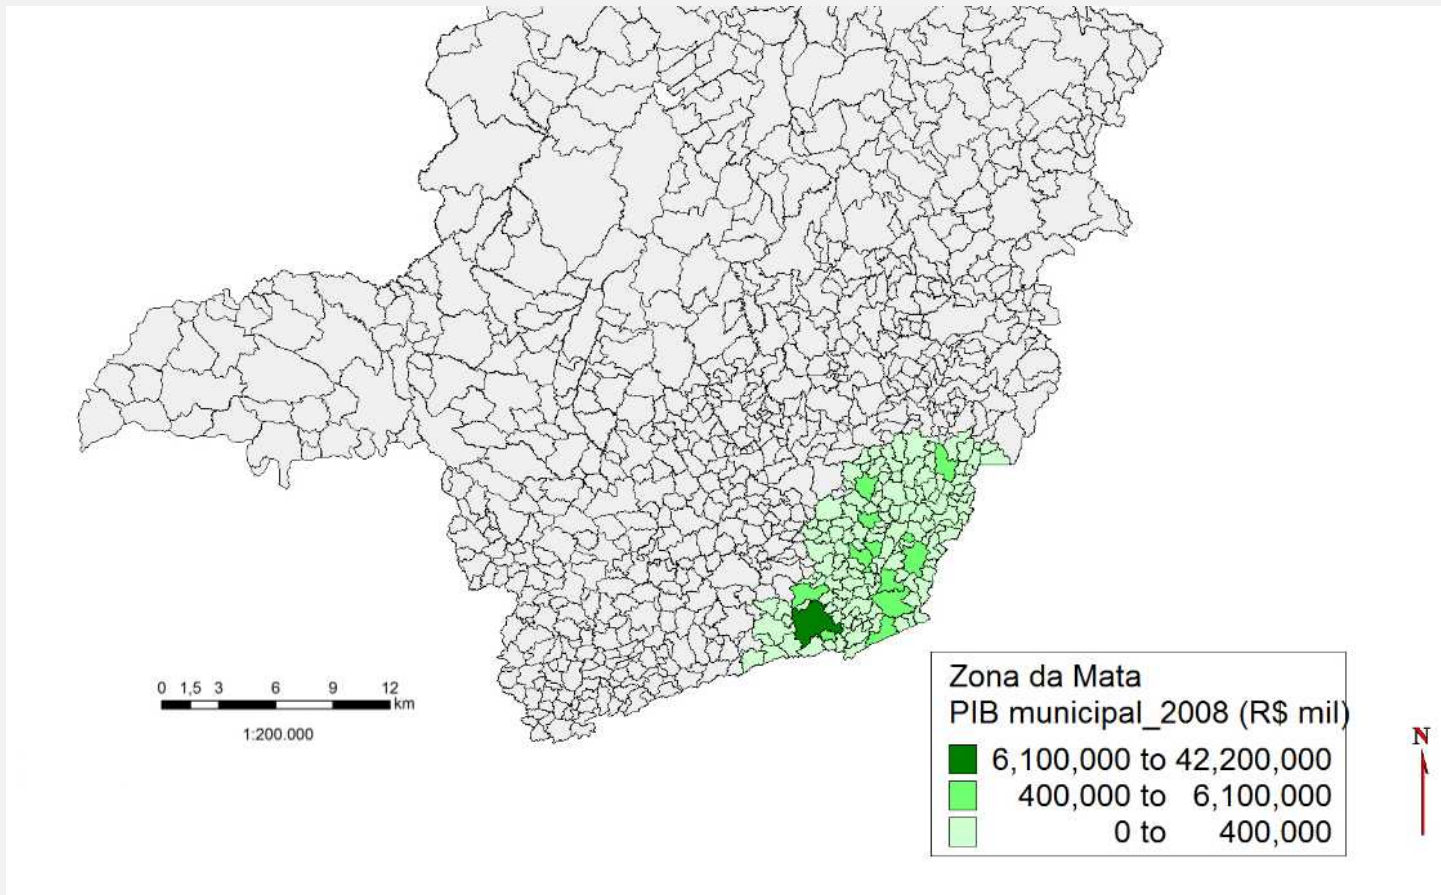 0 1,5 3 6 9 12
km
1:200.000
Zona da Mata
PIB municipal_2008 (R$ mil)
6,100,000 to 42,200,000
400,000 to 6,100,000
0 to 400,000
N